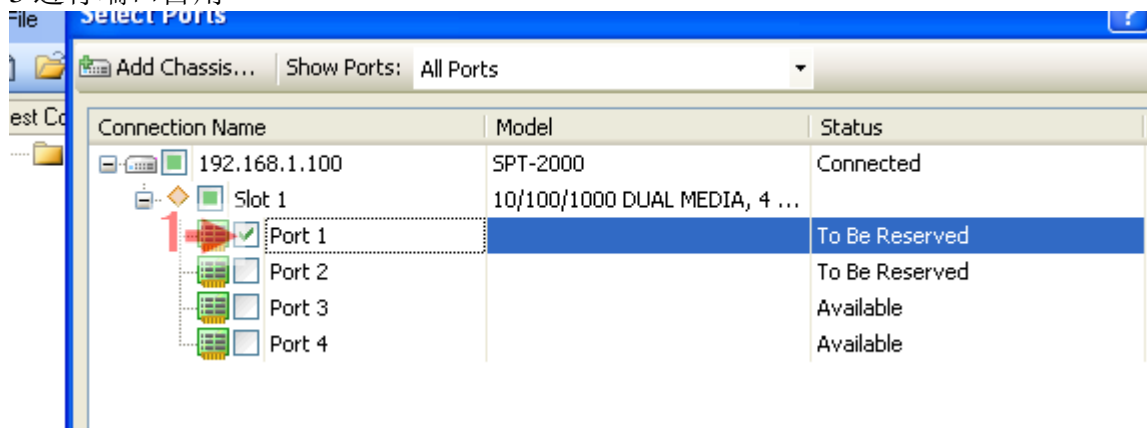 File Select Ports ?
Add Chassis... Show Ports: All Ports
est Co
Connection Name Model Status
192.168.1.100 SPT-2000 Connected
Slot 1 10/100/1000 DUAL MEDIA, 4 ...
1 Port 1 To Be Reserved
Port 2 To Be Reserved
Port 3 Available
Port 4 Available